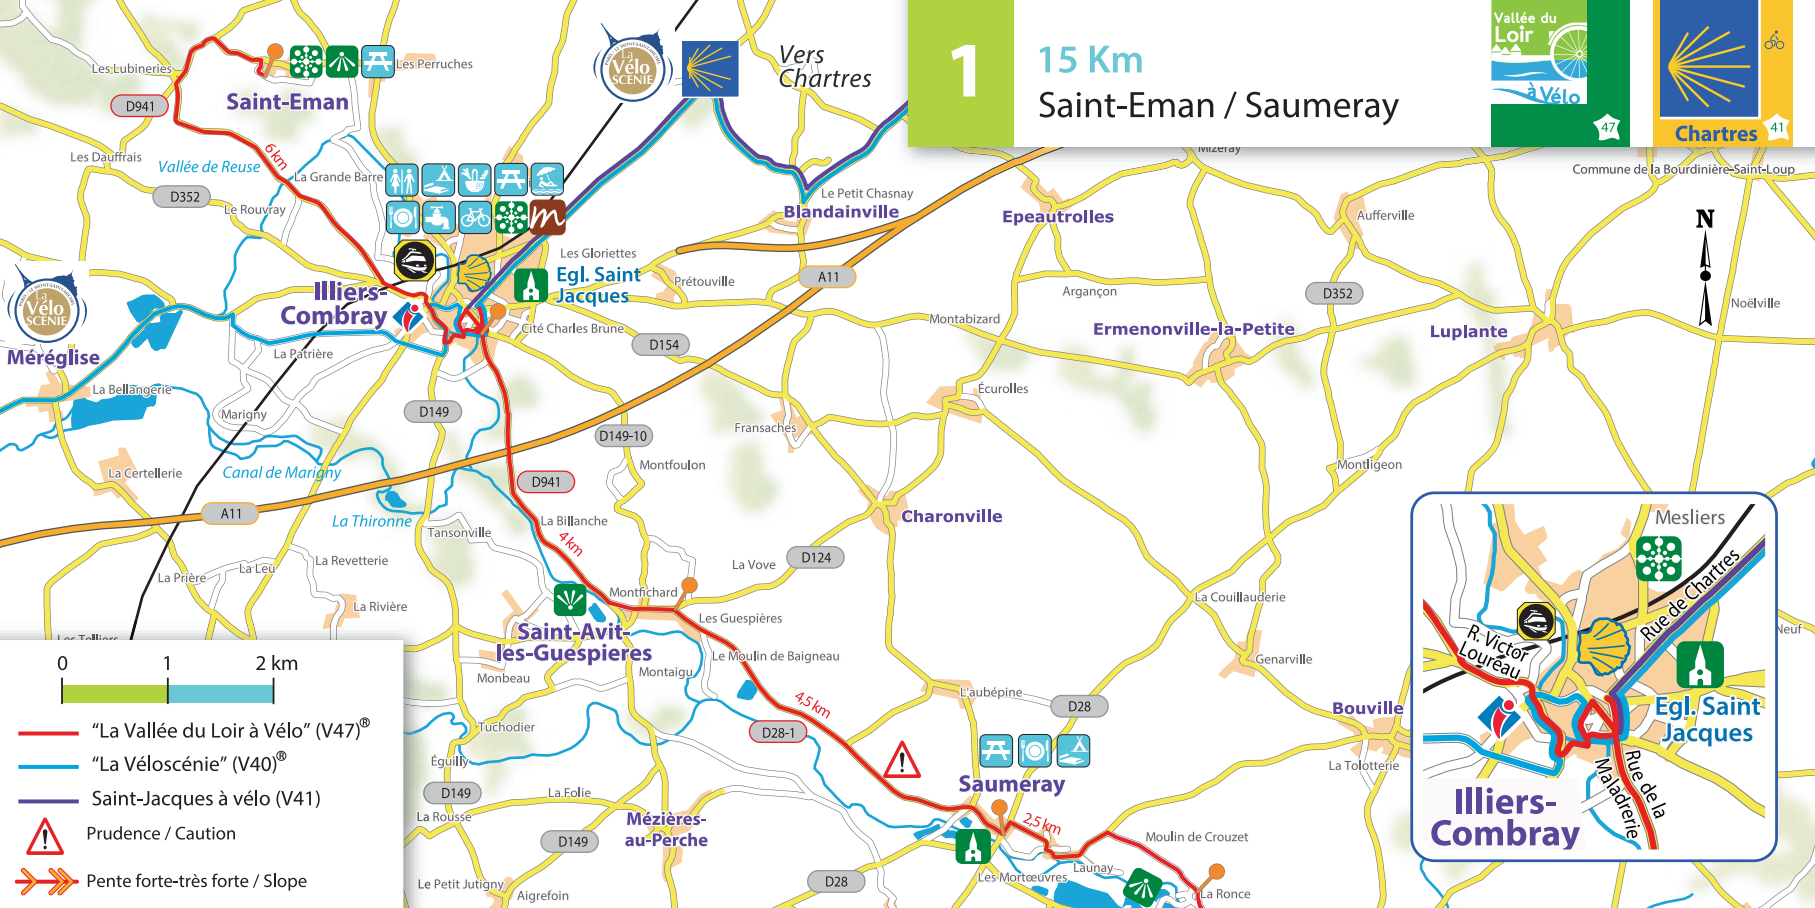 1
15 Km
Saint-Eman / Saumeray
Vallée du
Loir
à Vélo
47
Chartres
41
Vers
Chartres
La
Vélo
SCÉNIE
Les Lubineries
Les Perruches
Saint-Eman
D941
6 km
Les Dauffrais
Vallée de Reuse
La Grande Barre
D352
Le Rouvray
Mizeray
Commune de la Bourdinière-Saint-Loup
Le Petit Chasnay
Blandainville
Epeautrolles
Aufferville
N
Les Gloriettes
Egl. Saint
Jacques
Prétouville
A11
Argançon
D352
Noëlville
La
Vélo
SCÉNIE
Illiers-
Combray
Cité Charles Brune
Montabizard
Ermenonville-la-Petite
Luplante
D154
Méréglise
La Patrière
La Bellangerie
Marigny
D149
Écurolles
Fransaches
D149-10
Montfoulon
Montligeon
La Certellerie
Canal de Marigny
D941
A11
La Thironne
La Billanche
Charonville
Tansonville
4 km
La Revetterie
La Vove
D124
La Prière
La Leu
Montfichard
La Rivière
La Couillauderie
Les Guespières
Les Telliers
Saint-Avit-
les-Guespieres
Le Moulin de Baigneau
Genarville
Monbeau
Montaigu
L'aubépine
4,5 km
D28
Bouville
Tuchodier
D28-1
Éguilly
La Tolotterie
Saumeray
D149
La Folie
La Rousse
Mézières-
au-Perche
2,5 km
Moulin de Crouzet
D149
Launay
Les Mortœuvres
D28
Le Petit Jutigny
Aigrefoin
La Ronce
0 1 2 km
“La Vallée du Loir à Vélo” (V47)®
“La Véloscénie” (V40)®
Saint-Jacques à vélo (V41)
! Prudence / Caution
Pente forte-très forte / Slope
Mesliers
Rue de Chartres
R. Victor
Loureau
Neuf
Egl. Saint
Jacques
Rue de la
Maladrerie
Illiers-
Combray